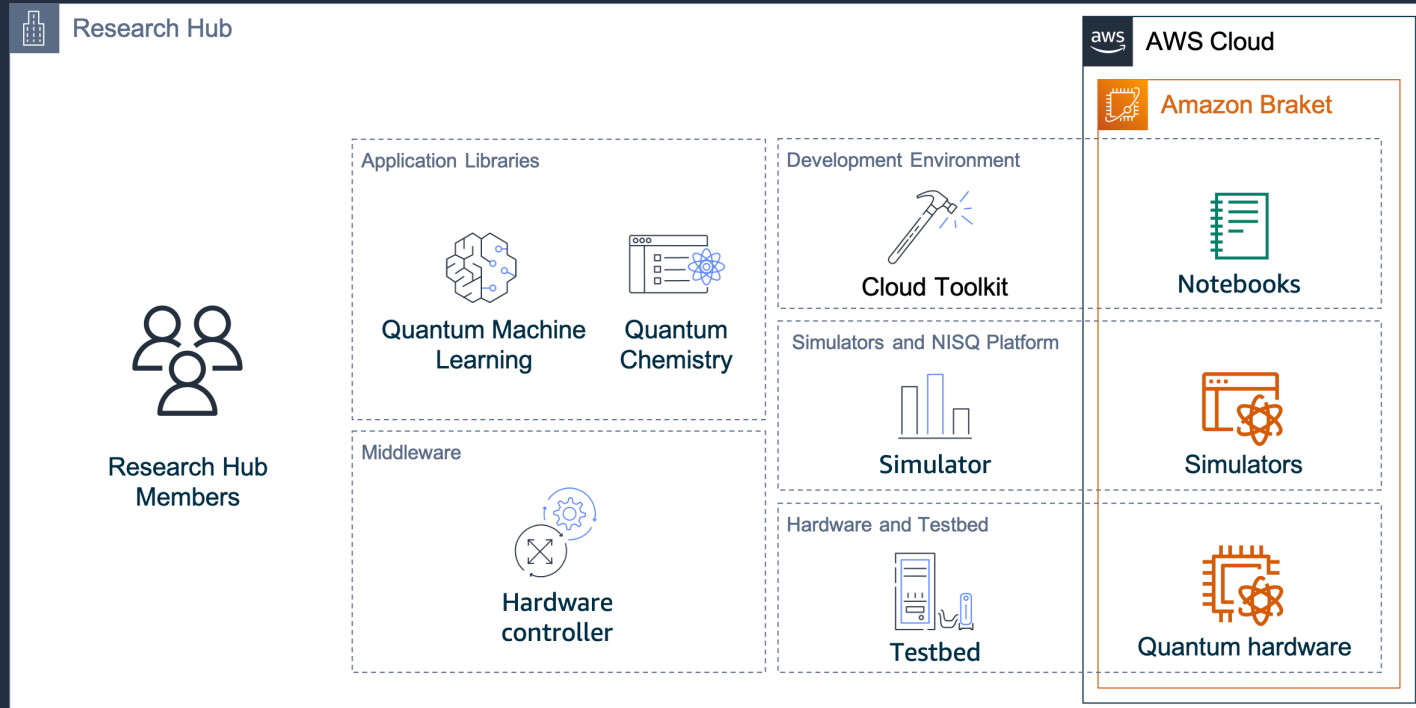 Research Hub
aws
AWS Cloud
Amazon Braket
Application Libraries
Quantum Machine
Learning
Quantum
Chemistry
Development Environment
Cloud Toolkit
Notebooks
Research Hub
Members
Simulators and NISQ Platform
Simulator
Simulators
Middleware
Hardware
controller
Hardware and Testbed
Testbed
Quantum hardware